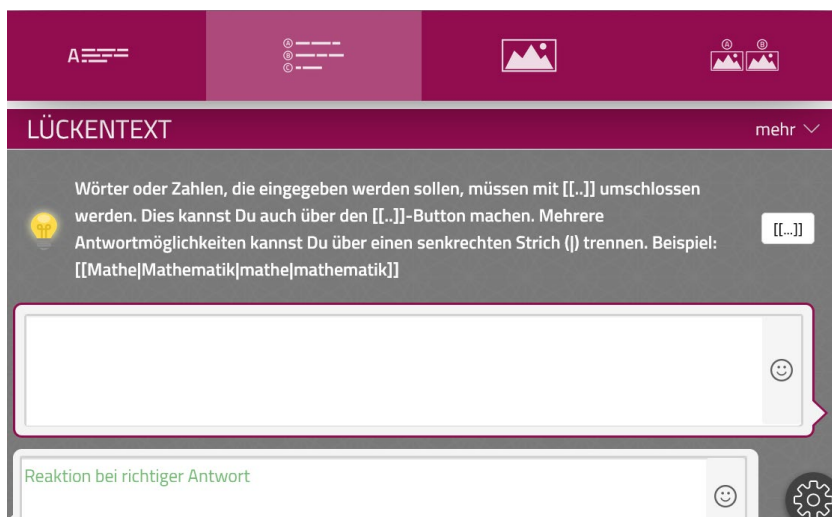 A
A
B
C
A
B
LÜCKENTEXT
mehr
Wörter oder Zahlen, die eingegeben werden sollen, müssen mit [[..]] umschlossen
werden. Dies kannst Du auch über den [[..]]-Button machen. Mehrere
Antwortmöglichkeiten kannst Du über einen senkrechten Strich (|) trennen. Beispiel:
[[Mathe|Mathematik|mathe|mathematik]]
[[...]]
Reaktion bei richtiger Antwort